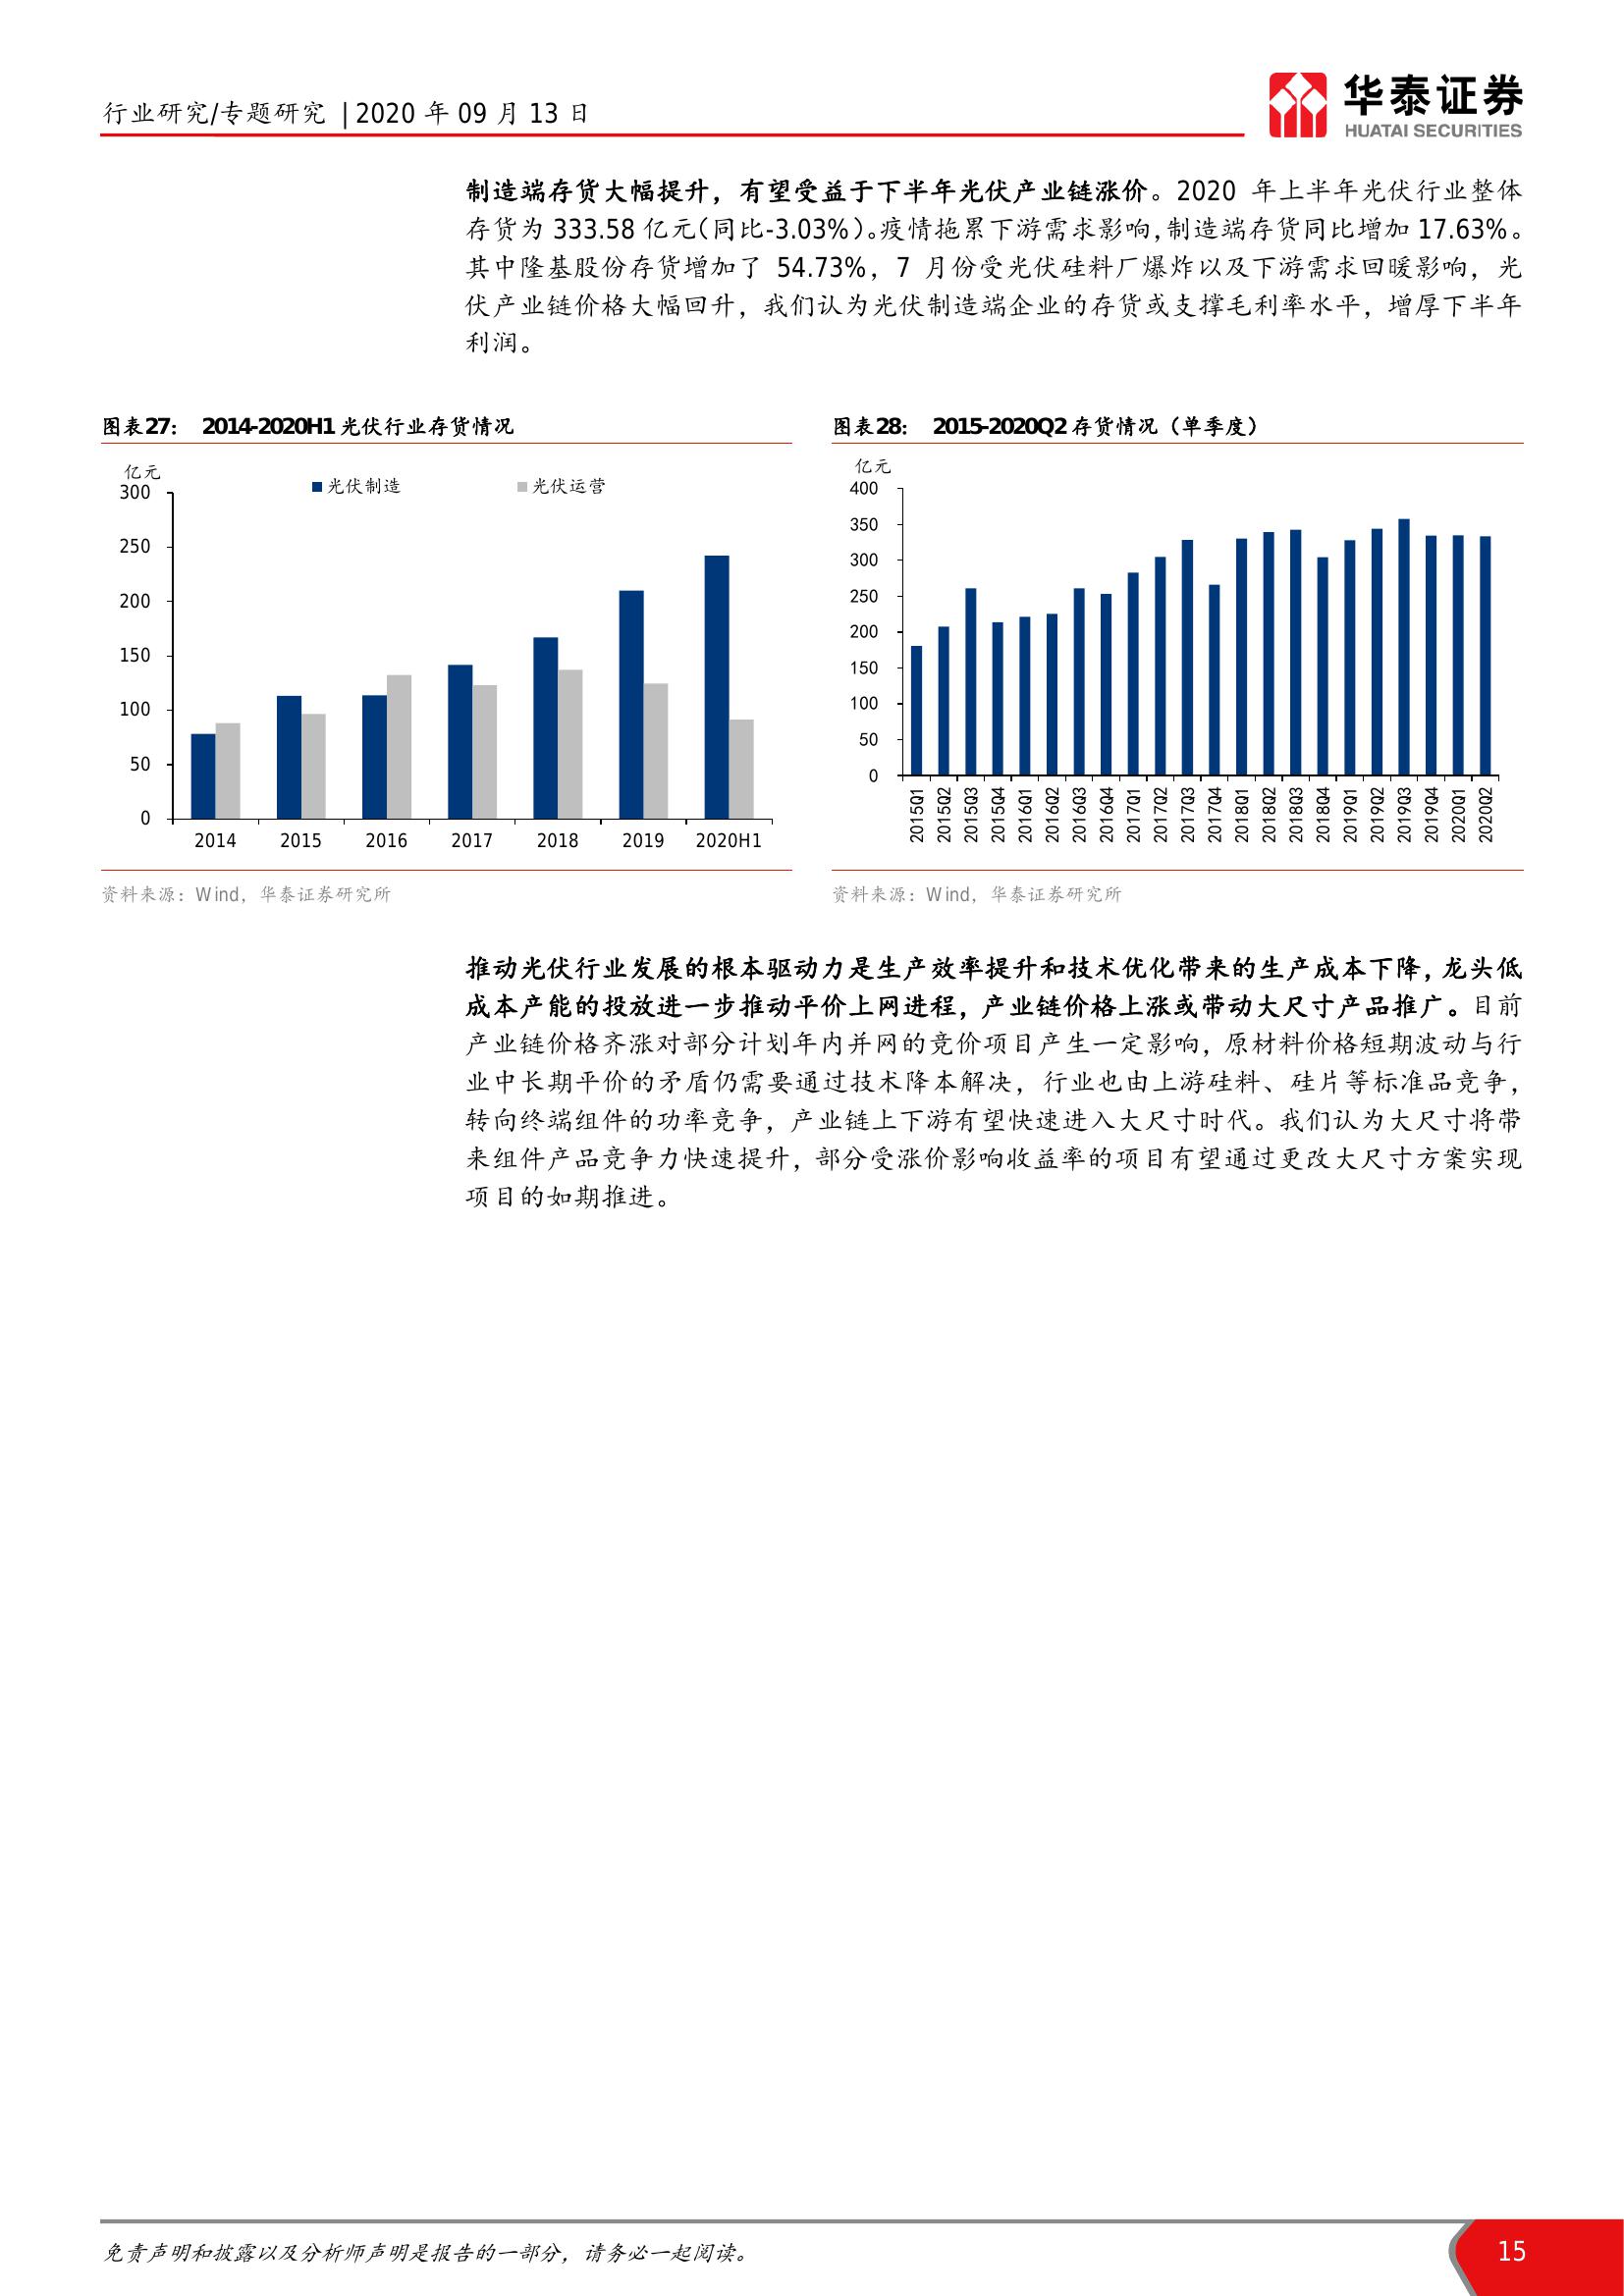 行业研究/专题研究 | 2020 年 09 月 13 日
华泰证券
HUATAI SECURITIES
制造端存货大幅提升，有望受益于下半年光伏产业链涨价。2020 年上半年光伏行业整体
存货为 333.58 亿元（同比-3.03%）。疫情拖累下游需求影响，制造端存货同比增加 17.63%。
其中隆基股份存货增加了 54.73%，7 月份受光伏硅料厂爆炸以及下游需求回暖影响，光
伏产业链价格大幅回升，我们认为光伏制造端企业的存货或支撑毛利率水平，增厚下半年
利润。
图表27： 2014-2020H1 光伏行业存货情况
亿元
光伏制造 光伏运营
300
250
200
150
100
50
0
2014 2015 2016 2017 2018 2019 2020H1
资料来源：Wind，华泰证券研究所
图表28： 2015-2020Q2 存货情况（单季度）
亿元
400
350
300
250
200
150
100
50
0
2015Q1 2015Q2 2015Q3 2015Q4 2016Q1 2016Q2 2016Q3 2016Q4 2017Q1 2017Q2 2017Q3 2017Q4 2018Q1 2018Q2 2018Q3 2018Q4 2019Q1 2019Q2 2019Q3 2019Q4 2020Q1 2020Q2
资料来源：Wind，华泰证券研究所
推动光伏行业发展的根本驱动力是生产效率提升和技术优化带来的生产成本下降，龙头低
成本产能的投放进一步推动平价上网进程，产业链价格上涨或带动大尺寸产品推广。目前
产业链价格齐涨对部分计划年内并网的竞价项目产生一定影响，原材料价格短期波动与行
业中长期平价的矛盾仍需要通过技术降本解决，行业也由上游硅料、硅片等标准品竞争，
转向终端组件的功率竞争，产业链上下游有望快速进入大尺寸时代。我们认为大尺寸将带
来组件产品竞争力快速提升，部分受涨价影响收益率的项目有望通过更改大尺寸方案实现
项目的如期推进。
免责声明和披露以及分析师声明是报告的一部分，请务必一起阅读。
15